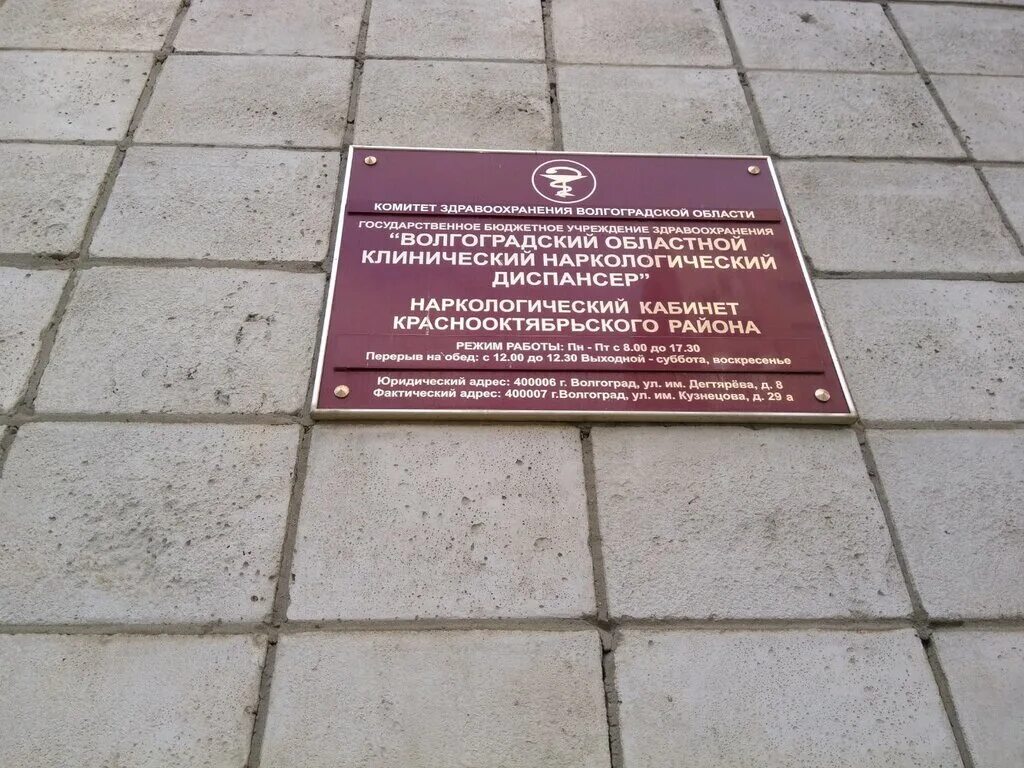 КОМИТЕТ ЗДРАВООХРАНЕНИЯ ВОЛГОГРАДСКОЙ ОБЛАСТИ
ГОСУДАРСТВЕННОЕ БЮДЖЕТНОЕ УЧРЕЖДЕНИЕ ЗДРАВООХРАНЕНИЯ
“ВОЛГОГРАДСКИЙ ОБЛАСТНОЙ
КЛИНИЧЕСКИЙ НАРКОЛОГИЧЕСКИЙ
ДИСПАНСЕР”
НАРКОЛОГИЧЕСКИЙ КАБИНЕТ
КРАСНООКТЯБРЬСКОГО РАЙОНА
РЕЖИМ РАБОТЫ: Пн - Пт с 8.00 до 17.30
Перерыв на обед: с 12.00 до 12.30 Выходной - суббота, воскресенье
Юридический адрес: 400006 г. Волгоград, ул. им. Дегтярёва, д. 8
Фактический адрес: 400007 г.Волгоград, ул. им. Кузнецова, д. 29 а